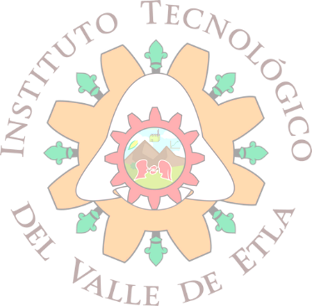 INSTITUTO TECNOLÓGICO
DEL VALLE DE ETLA